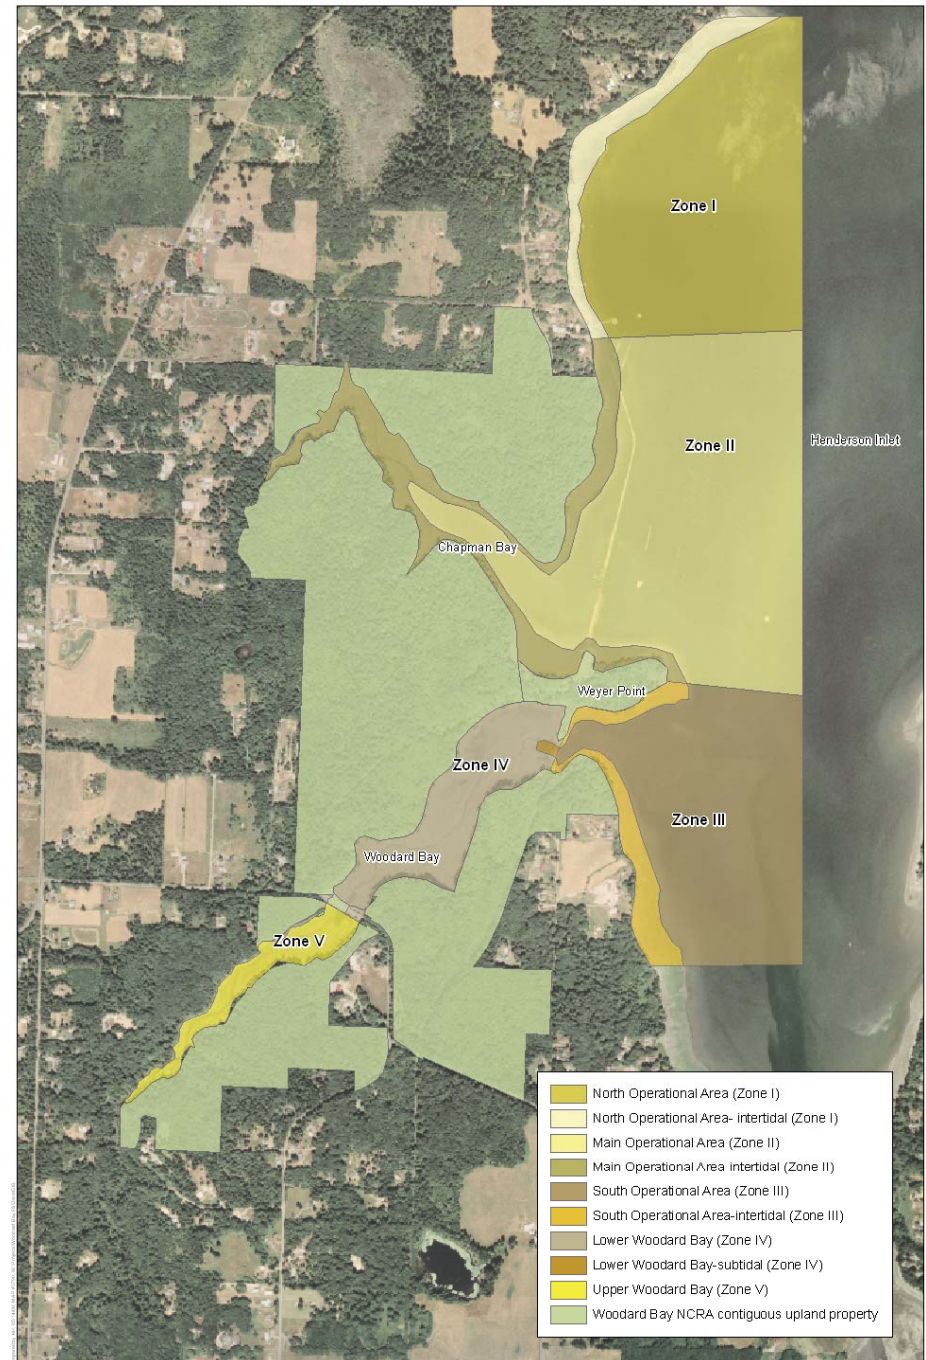 Zone I
Zone II
Henderson Inlet
Chapman Bay
Weyer Point
Zone IV
Zone III
Woodard Bay
Zone V
North Operational Area (Zone I)
North Operational Area- intertidal (Zone I)
Main Operational Area (Zone II)
Main Operational Area intertidal (Zone II)
South Operational Area (Zone III)
South Operational Area-intertidal (Zone III)
Lower Woodard Bay (Zone IV)
Lower Woodard Bay-subtidal (Zone IV)
Upper Woodard Bay (Zone V)
Woodard Bay NCRA contiguous upland property